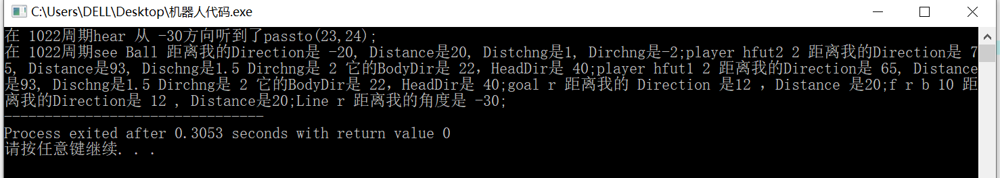 C:\Users\DELL\Desktop\机器人代码.exe
在 1022周期hear 从 -30方向听到了passto(23,24);
在 1022周期see Ball 距离我的Direction是 -20, Distance是20, Distchng是1, Dirchng是-2;player hfut2 2 距离我的Direction是 7
5, Distance是93, Dischng是1.5 Dirchng是 2 它的BodyDir是 22，HeadDir是 40;player hfut1 2 距离我的Direction是 65, Distance
是93, Dischng是1.5 Dirchng是 2 它的BodyDir是 22，HeadDir是 40;goal r 距离我的 Direction 是12 ，Distance 是20;f r b 10 距
离我的Direction是 12 , Distance是20;Line r 距离我的角度是 -30;
--------------------------------
Process exited after 0.3053 seconds with return value 0
请按任意键继续. . .